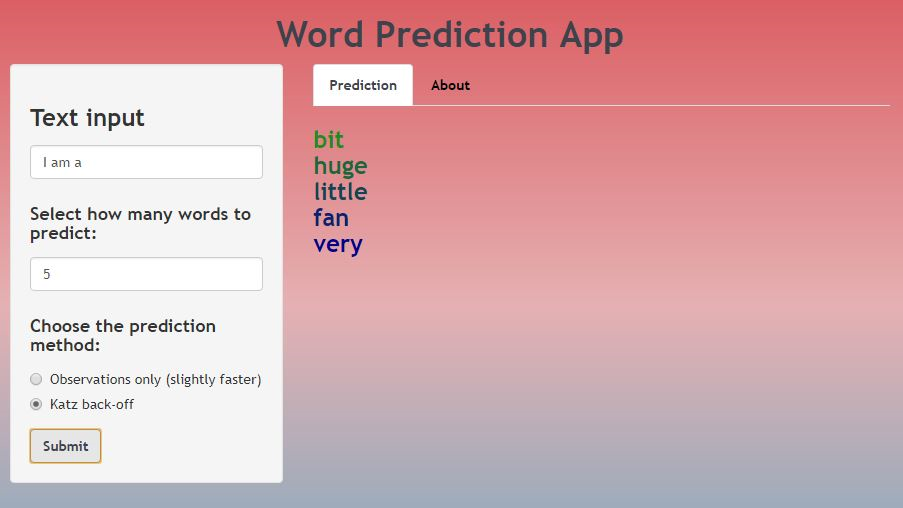 Word Prediction App
Text input
I am a
Select how many words to
predict:
5
Choose the prediction
method:
Observations only (slightly faster)
Katz back-off
Submit
Prediction
About
bit
huge
little
fan
very